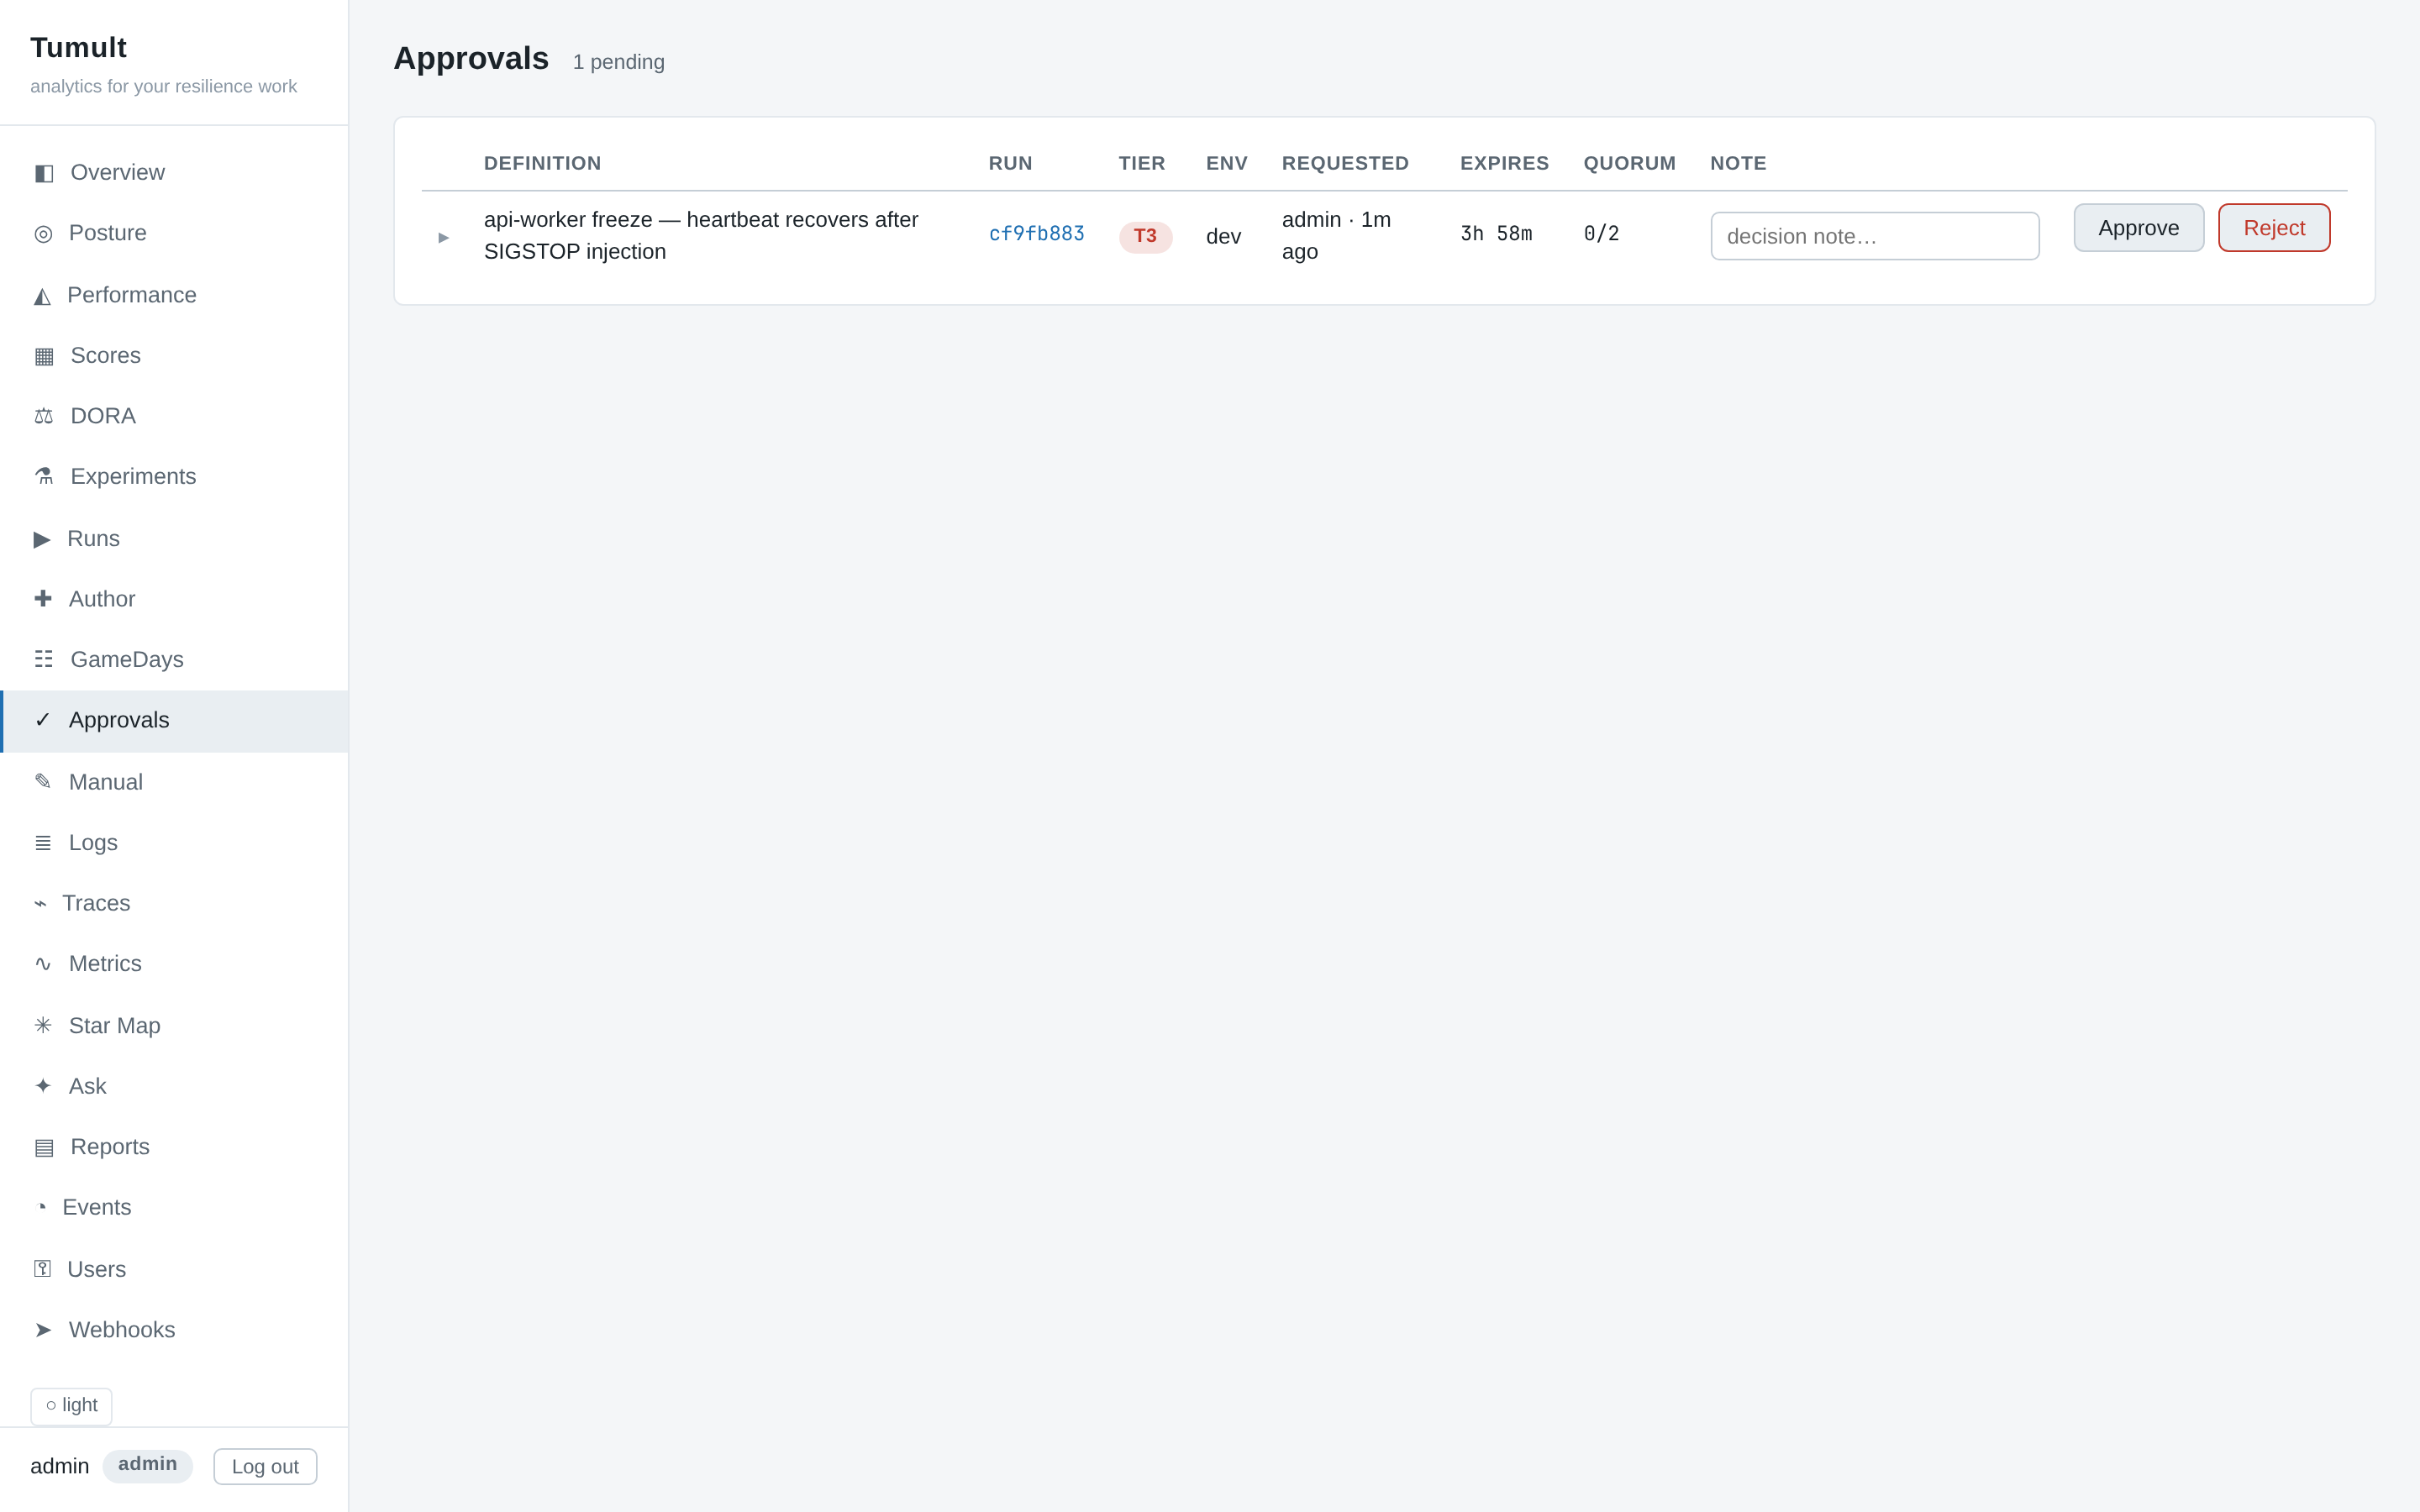 Tumult
analytics for your resilience work
Overview
Posture
Performance
Scores
DORA
Experiments
Runs
Author
GameDays
Approvals
Manual
Logs
Traces
Metrics
Star Map
Ask
Reports
Events
Users
Webhooks
light
admin admin Log out
Approvals 1 pending
DEFINITION RUN TIER ENV REQUESTED EXPIRES QUORUM NOTE
api-worker freeze — heartbeat recovers after
SIGSTOP injection
cf9fb883
T3
dev
admin · 1m
ago
3h 58m
0/2
decision note…
Approve
Reject